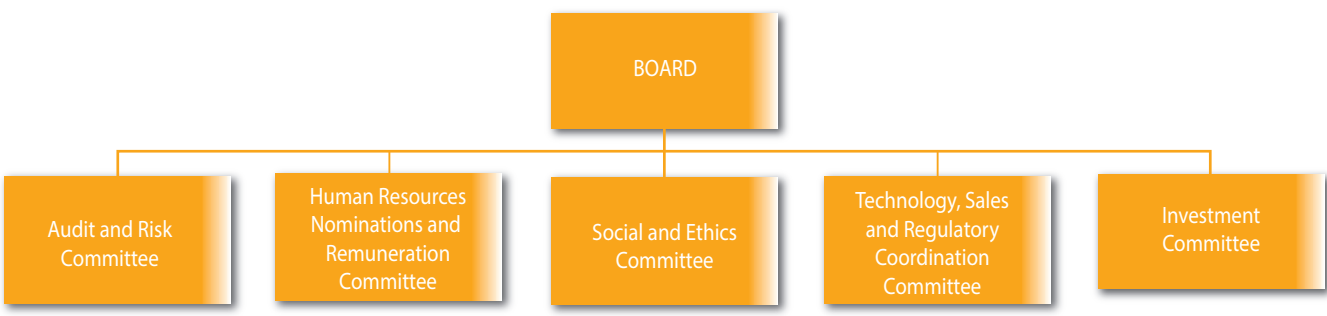 BOARD
Audit and Risk
Committee
Human Resources
Nominations and
Remuneration
Committee
Social and Ethics
Committee
Technology, Sales
and Regulatory
Coordination
Committee
Investment
Committee